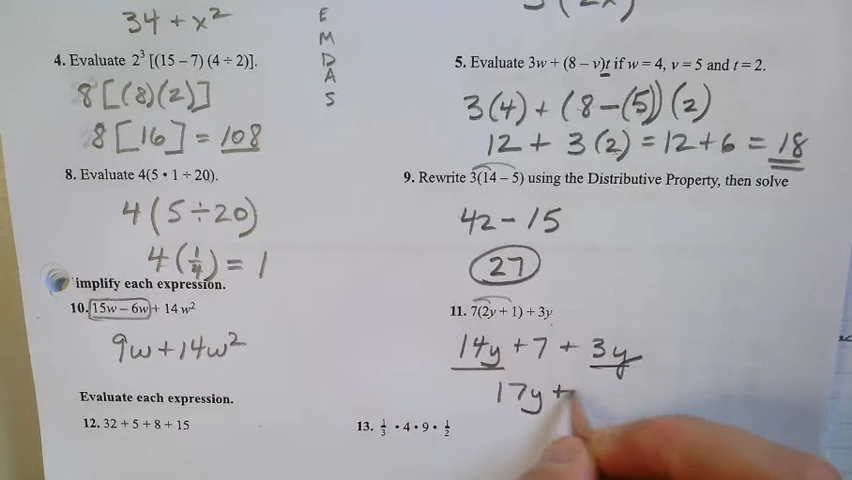 34 + x²
E
M
D
A
S
4. Evaluate 2³ [(15 – 7) (4 ÷ 2)].
8[(8)(2)]
8[16] = 108
5. Evaluate 3w + (8 – v)t if w = 4, v = 5 and t = 2.
3(4) + (8-(5))(2)
12 + 3(2) = 12+6 = 18
8. Evaluate 4(5 • 1 ÷ 20).
4(5÷20)
4(1/4) = 1
9. Rewrite 3(14 – 5) using the Distributive Property, then solve
42 - 15
27
implify each expression.
10. 15w – 6w + 14 w²
9w + 14w²
11. 7(2y + 1) + 3y
14y + 7 + 3y
17y +
Evaluate each expression.
12. 32 + 5 + 8 + 15
13. 1/3 • 4 • 9 • 1/2